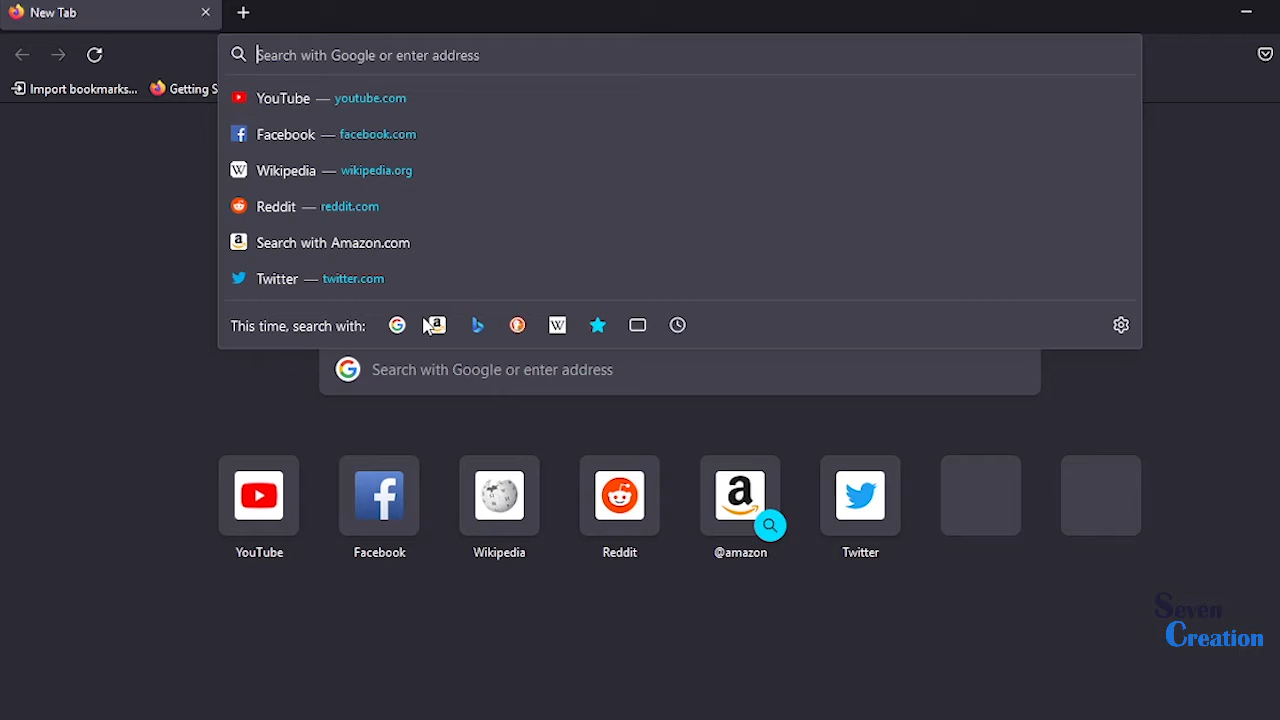 New Tab
Search with Google or enter address
Import bookmarks...
Getting S
YouTube — youtube.com
Facebook — facebook.com
Wikipedia — wikipedia.org
Reddit — reddit.com
Search with Amazon.com
Twitter — twitter.com
This time, search with:
Search with Google or enter address
YouTube
Facebook
Wikipedia
Reddit
@amazon
Twitter
Seven
Creation